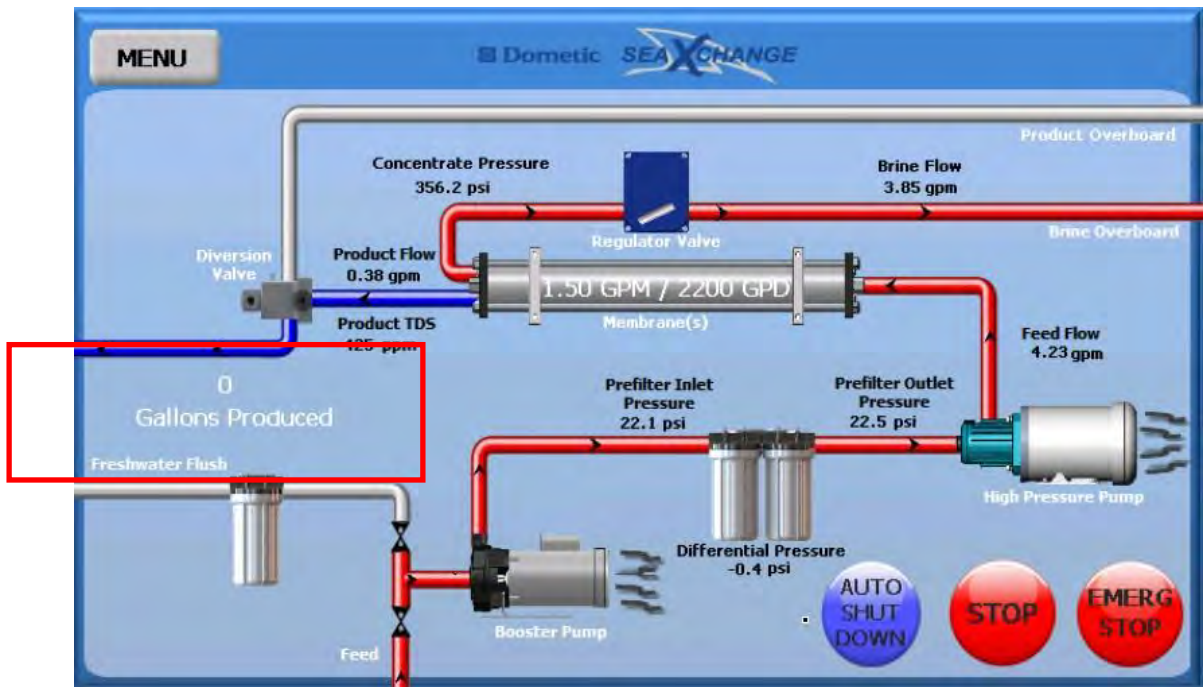 MENU
Dometic SEAXCHANGE
Product Overboard
Concentrate Pressure
356.2 psi
Brine Flow
3.85 gpm
Regulator Valve
Brine Overboard
Diversion
Valve
Product Flow
0.38 gpm
1.50 GPM / 2200 GPD
Membrane(s)
Product TDS
425 ppm
Feed Flow
4.23 gpm
0
Gallons Produced
Prefilter Inlet
Pressure
22.1 psi
Prefilter Outlet
Pressure
22.5 psi
Freshwater Flush
High Pressure Pump
Differential Pressure
-0.4 psi
Booster Pump
Feed
AUTO
SHUT
DOWN
STOP
EMERG
STOP